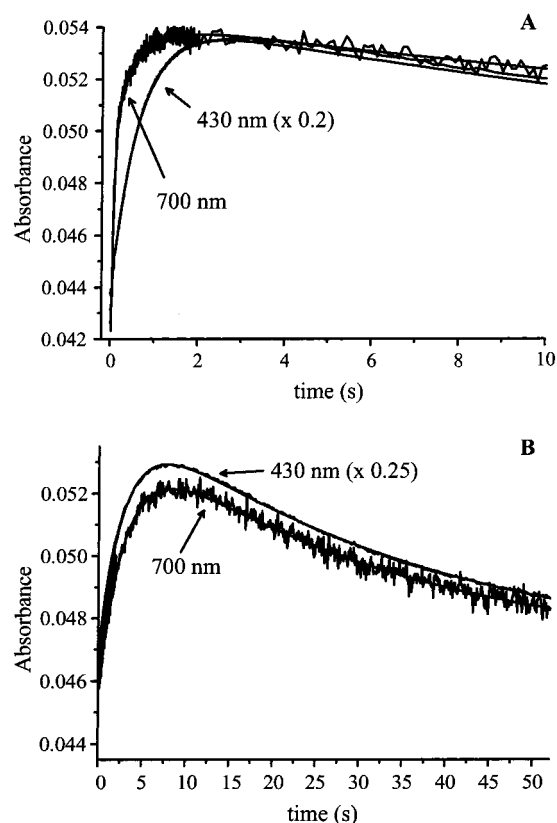 A
0.054
0.052
0.050
0.048
0.046
0.044
0.042
Absorbance
430 nm (x 0.2)
700 nm
0 2 4 6 8 10
time (s)
B
0.052
0.050
0.048
0.046
0.044
Absorbance
430 nm (x 0.25)
700 nm
0 5 10 15 20 25 30 35 40 45 50
time (s)